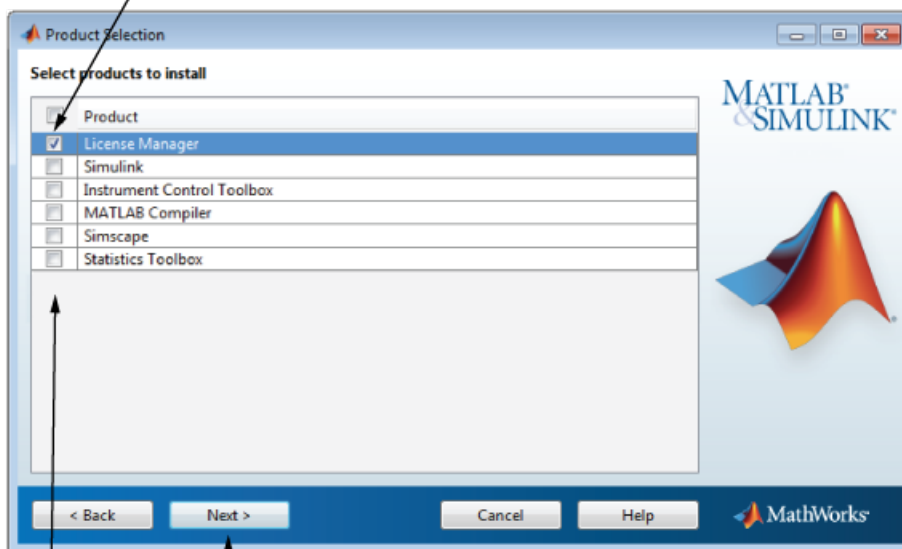 Product Selection
Select products to install
Product
License Manager
Simulink
Instrument Control Toolbox
MATLAB Compiler
Simscape
Statistics Toolbox
MATLAB®
&SIMULINK®
< Back
Next >
Cancel
Help
MathWorks®